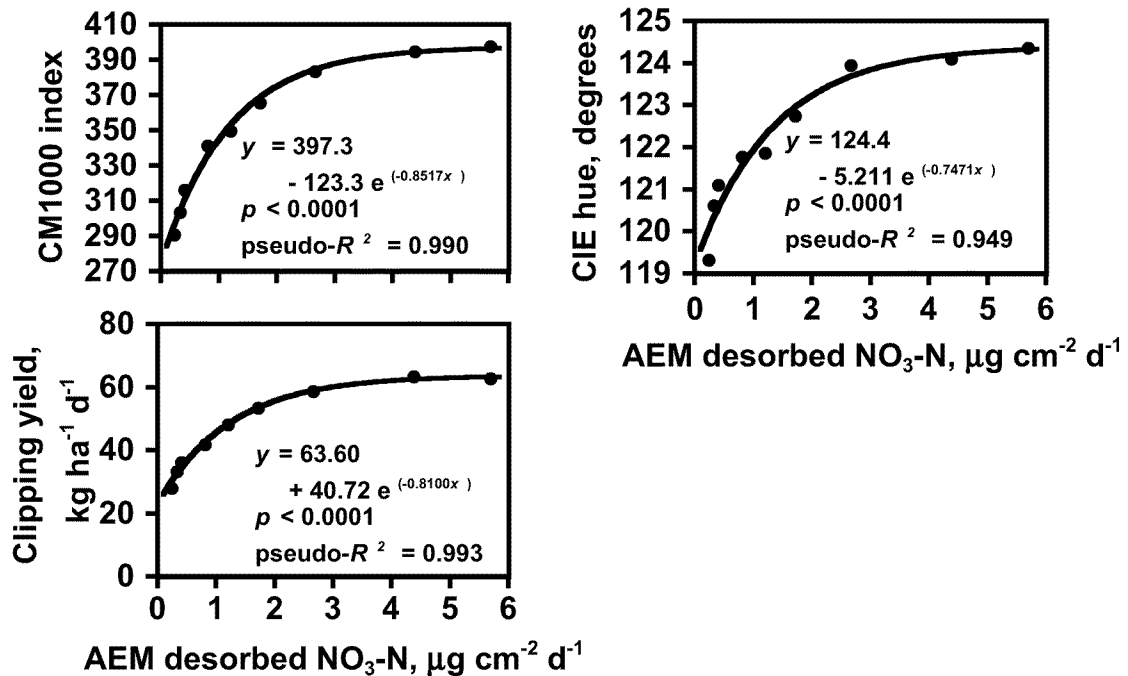 410
390
370
350
330
310
290
270
CM1000 index
y = 397.3
- 123.3 e (-0.8517x )
p < 0.0001
pseudo-R 2 = 0.990
125
124
123
122
121
120
119
CIE hue, degrees
y = 124.4
- 5.211 e (-0.7471x )
p < 0.0001
pseudo-R 2 = 0.949
0 1 2 3 4 5 6
AEM desorbed NO3-N, µg cm-2 d-1
80
60
40
20
0
Clipping yield,
kg ha-1 d-1
y = 63.60
+ 40.72 e (-0.8100x )
p < 0.0001
pseudo-R 2 = 0.993
0 1 2 3 4 5 6
AEM desorbed NO3-N, µg cm-2 d-1